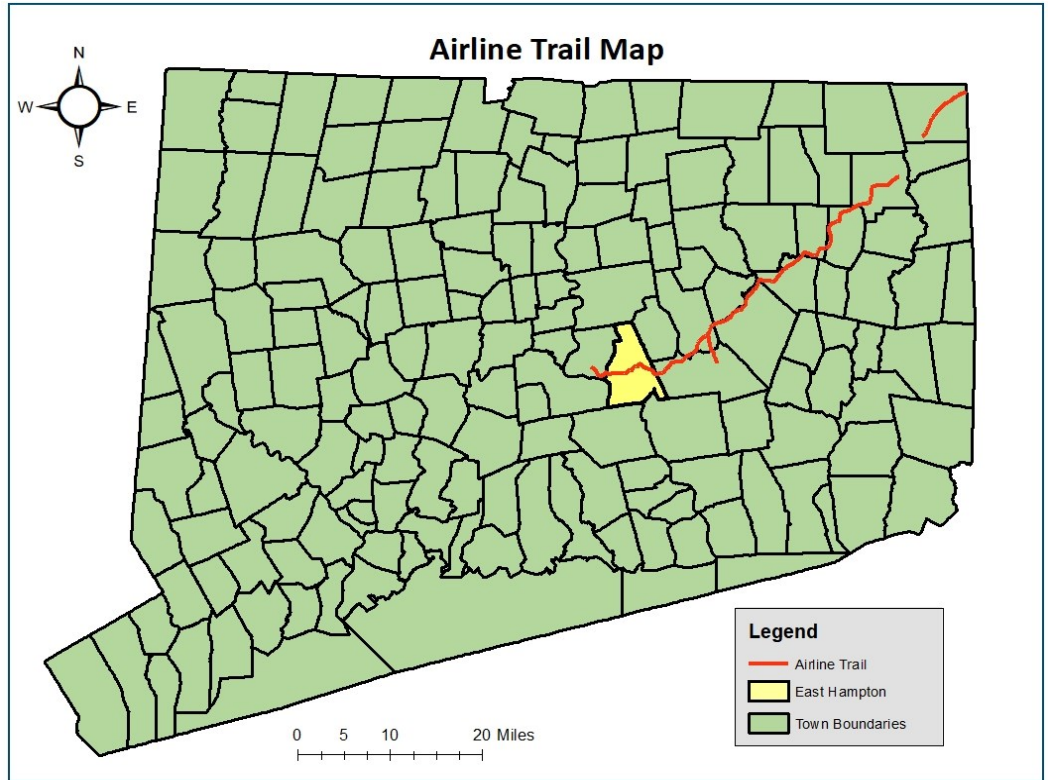 Airline Trail Map
N
W E
S
Legend
Airline Trail
East Hampton
Town Boundaries
0 5 10 20 Miles